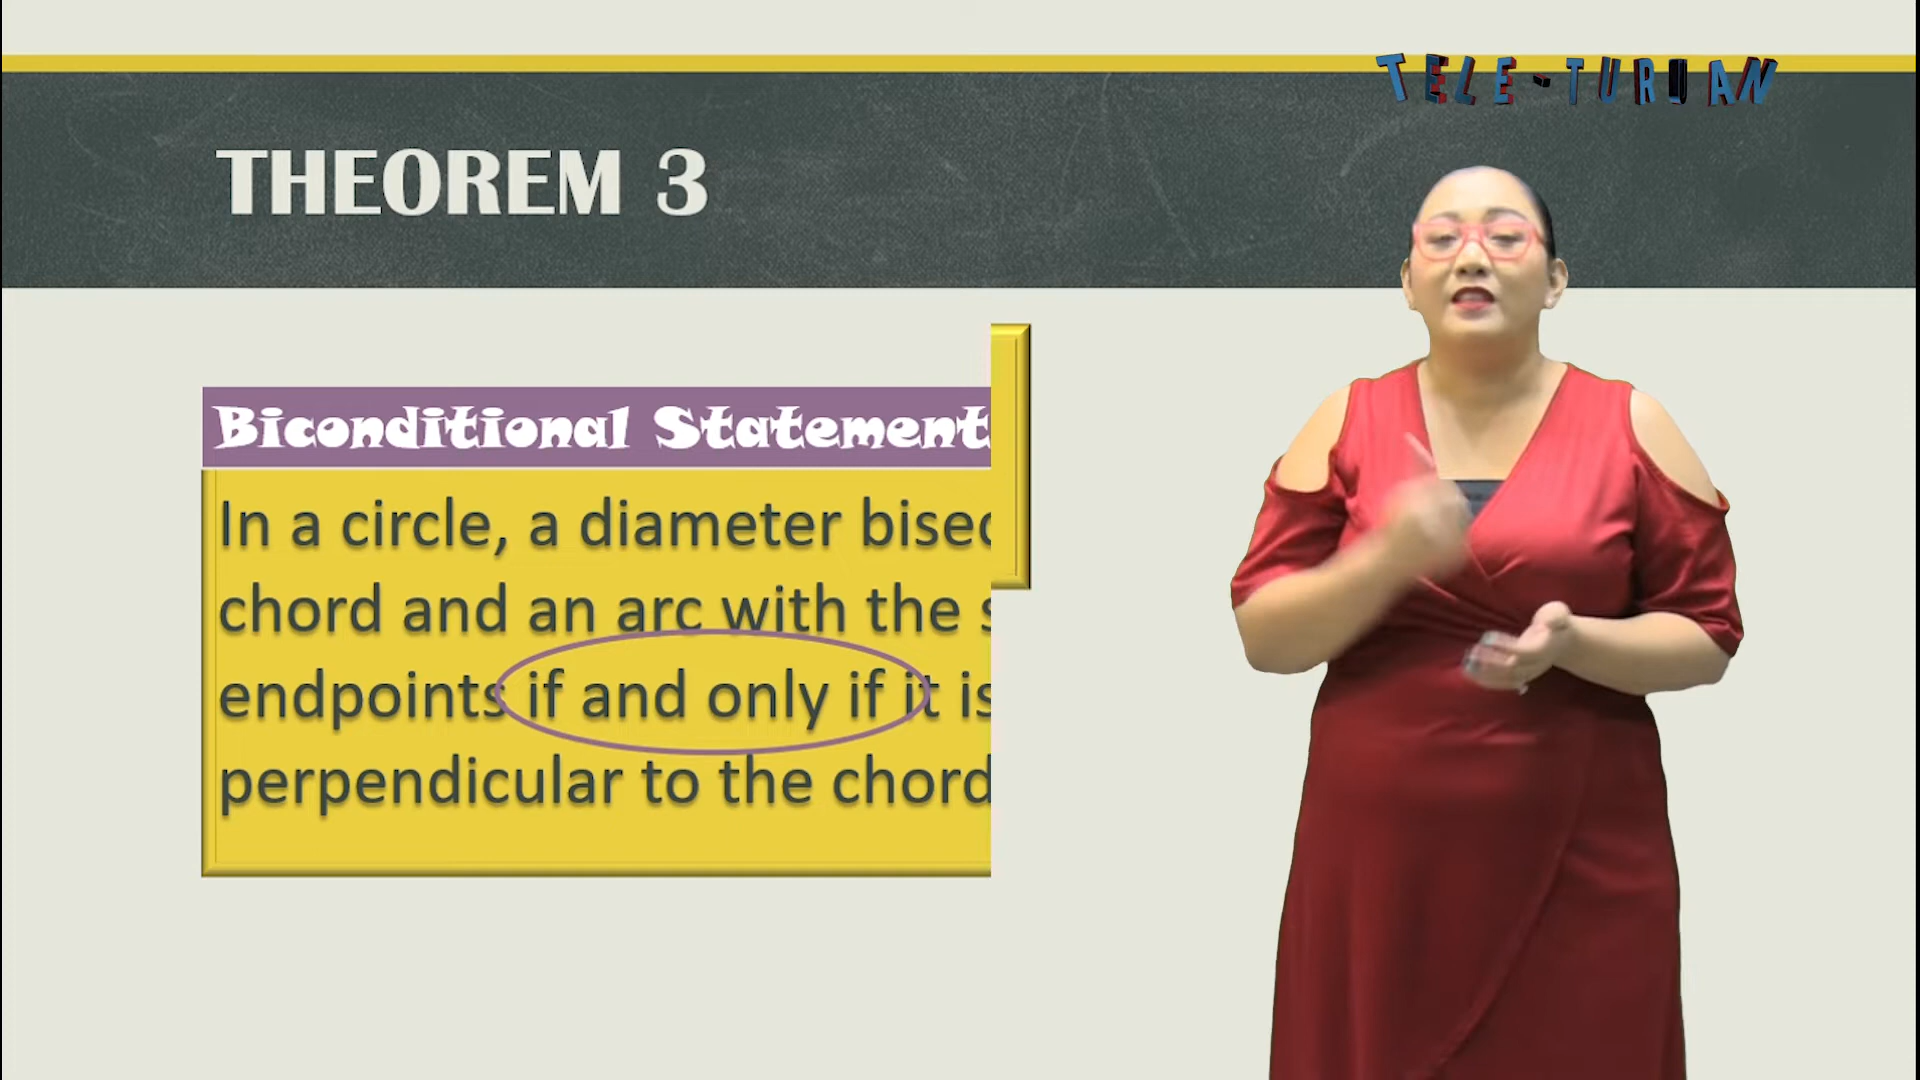 TELE-TURUAN
THEOREM 3
Biconditional Statement
In a circle, a diameter
chord and an arc with the
endpoints if and only if it is
perpendicular to the chord